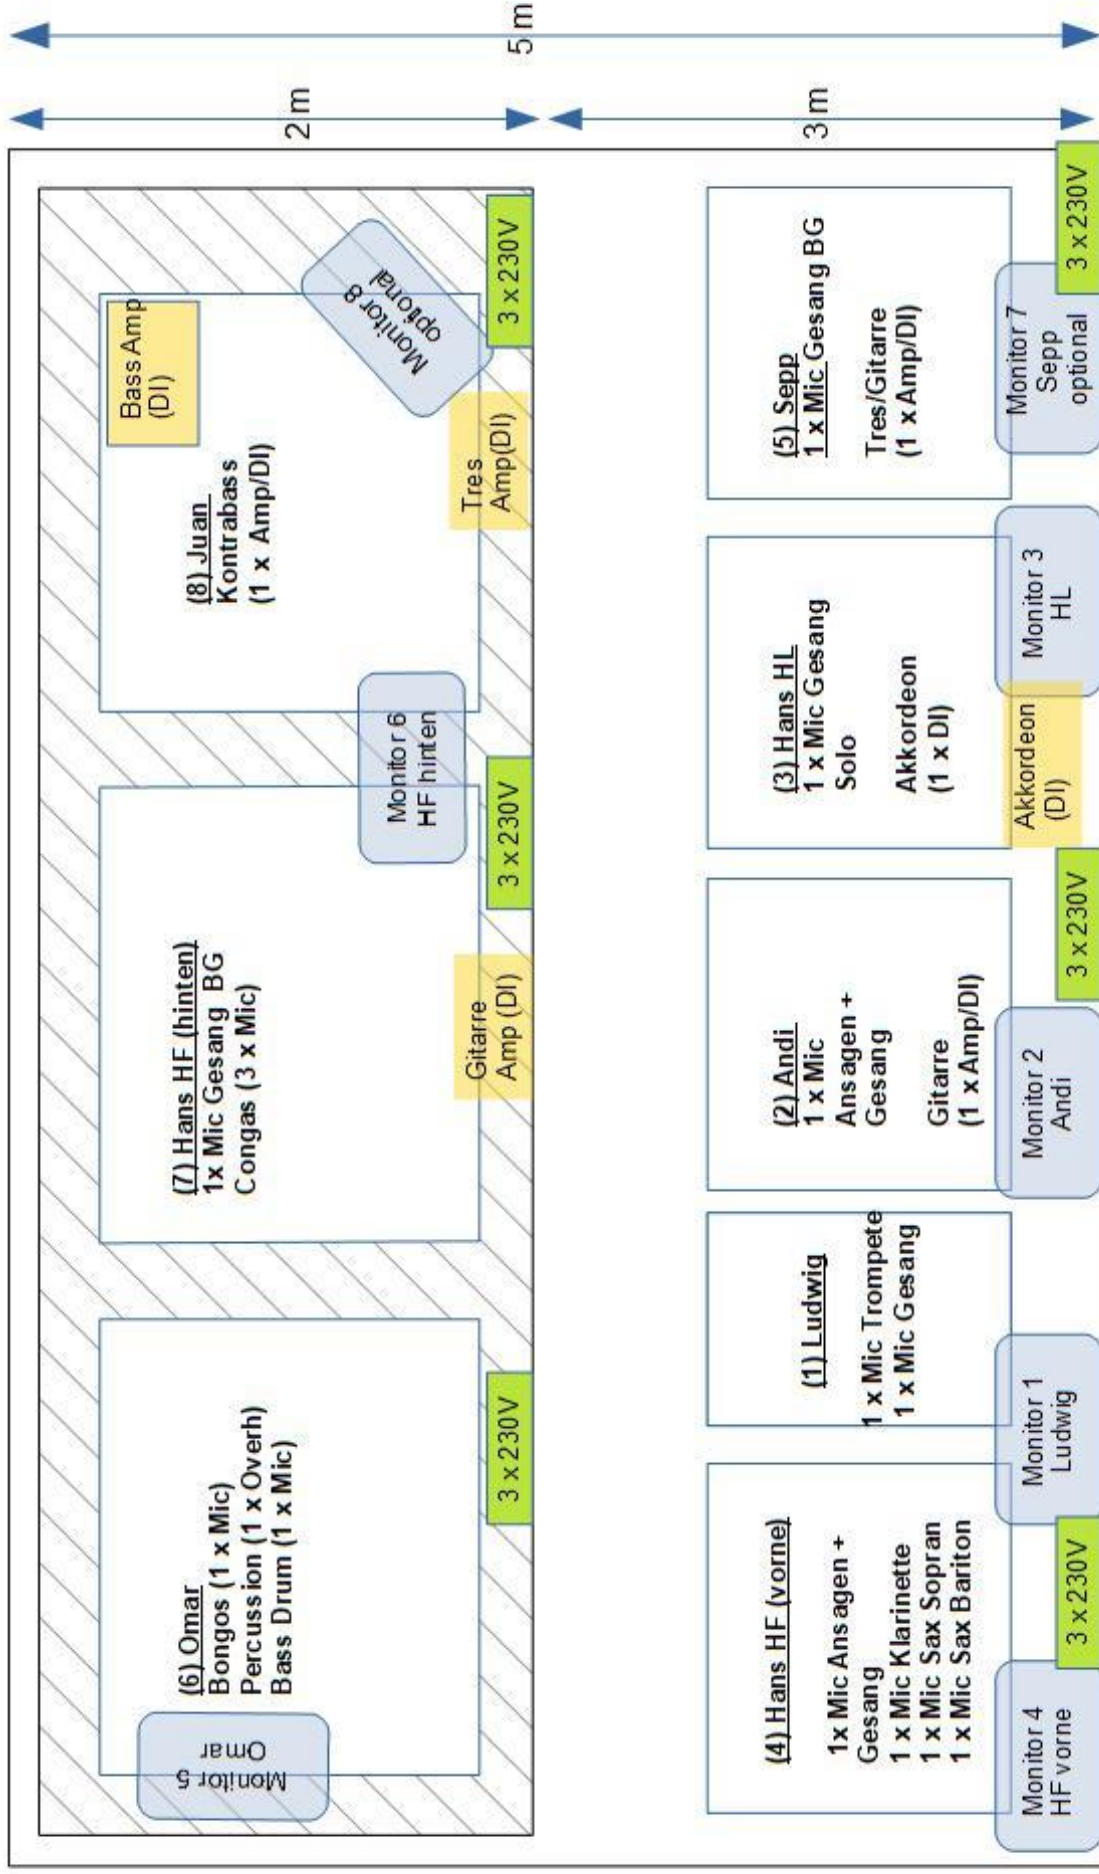 (6) Omar
Bongos (1 x Mic)
Percussion (1 x Overh)
Bass Drum (1 x Mic)
Monitor 5
Omar
3 x 230V
(7) Hans HF (hinten)
1x Mic Gesang BG
Congas (3 x Mic)
Gitarre
Amp (DI)
3 x 230V
Monitor 6
HF hinten
(8) Juan
Kontrabass
(1 x Amp/DI)
Bass Amp
(DI)
Tres
Amp(DI)
Monitor 8
optional
3 x 230V
2 m
5 m
3 m
(4) Hans HF (vorne)
1x Mic Ansagen +
Gesang
1 x Mic Klarinette
1 x Mic Sax Sopran
1 x Mic Sax Bariton
Monitor 4
HF vorne
3 x 230V
(1) Ludwig
1 x Mic Trompete
1 x Mic Gesang
Monitor 1
Ludwig
(2) Andi
1 x Mic
Ansagen +
Gesang
Gitarre
(1 x Amp/DI)
Monitor 2
Andi
3 x 230V
(3) Hans HL
1 x Mic Gesang
Solo
Akkordeon
(1 x DI)
Akkordeon
(DI)
Monitor 3
HL
(5) Sepp
1 x Mic Gesang BG
Tres/Gitarre
(1 x Amp/DI)
Monitor 7
Sepp
optional
3 x 230V